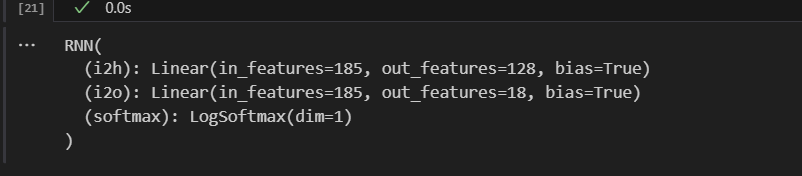 [21] ✓ 0.0s
... RNN(
(i2h): Linear(in_features=185, out_features=128, bias=True)
(i2o): Linear(in_features=185, out_features=18, bias=True)
(softmax): LogSoftmax(dim=1)
)